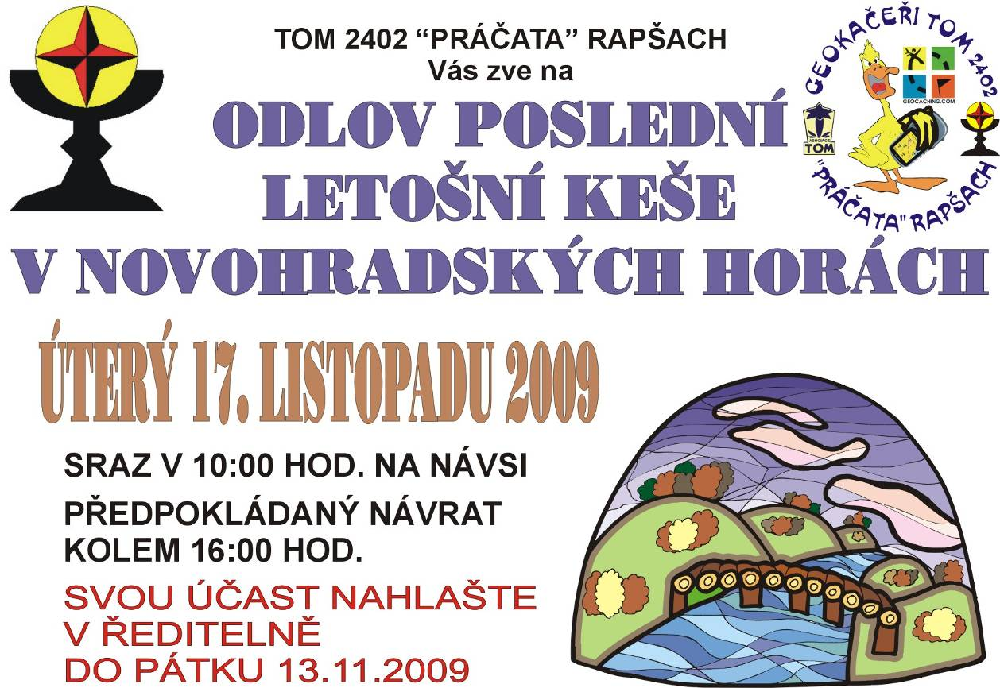 TOM 2402 “PRÁČATA” RAPŠACH
Vás zve na
ODLOV POSLEDNÍ
LETOŠNÍ KEŠE
V NOVOHRADSKÝCH HORÁCH
GEOKAČEŘI TOM 2402
GEOCACHING.COM
ASOCIACE
TOM
"PRÁČATA" RAPŠACH
ÚTERÝ 17. LISTOPADU 2009
SRAZ V 10:00 HOD. NA NÁVSI
PŘEDPOKLÁDANÝ NÁVRAT
KOLEM 16:00 HOD.
SVOU ÚČAST NAHLAŠTE
V ŘEDITELNĚ
DO PÁTKU 13.11.2009